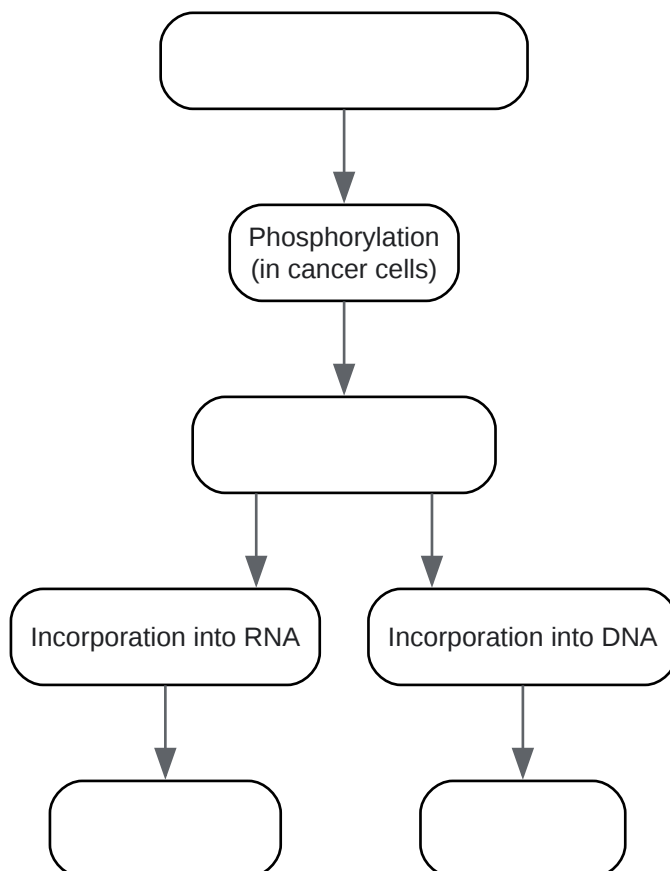 Phosphorylation
(in cancer cells)
Incorporation into RNA
Incorporation into DNA